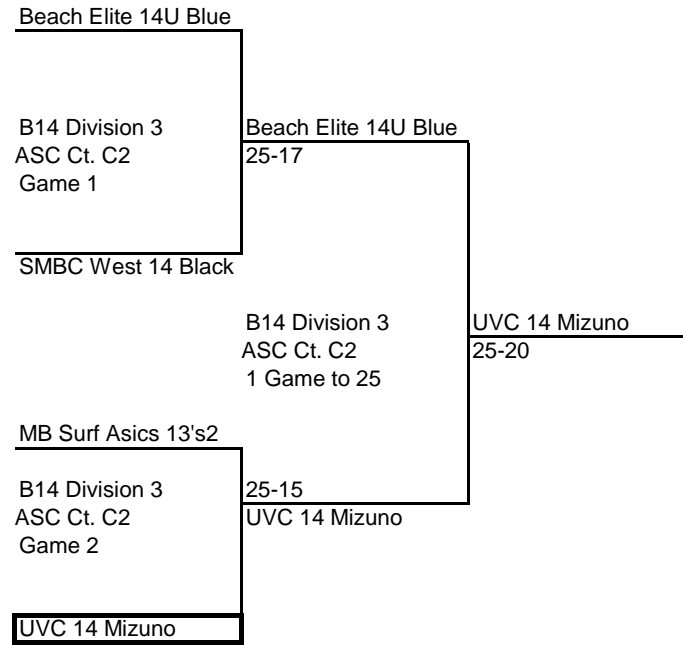 Beach Elite 14U Blue
B14 Division 3
ASC Ct. C2
Game 1
Beach Elite 14U Blue
25-17
SMBC West 14 Black
B14 Division 3
ASC Ct. C2
1 Game to 25
UVC 14 Mizuno
25-20
MB Surf Asics 13's2
B14 Division 3
ASC Ct. C2
Game 2
25-15
UVC 14 Mizuno
UVC 14 Mizuno